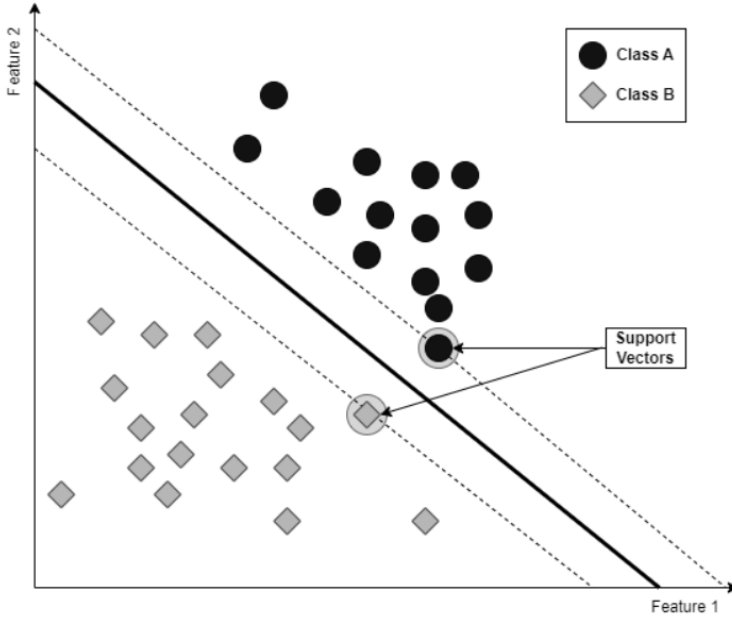 Feature 2
Class A
Class B
Support
Vectors
Feature 1